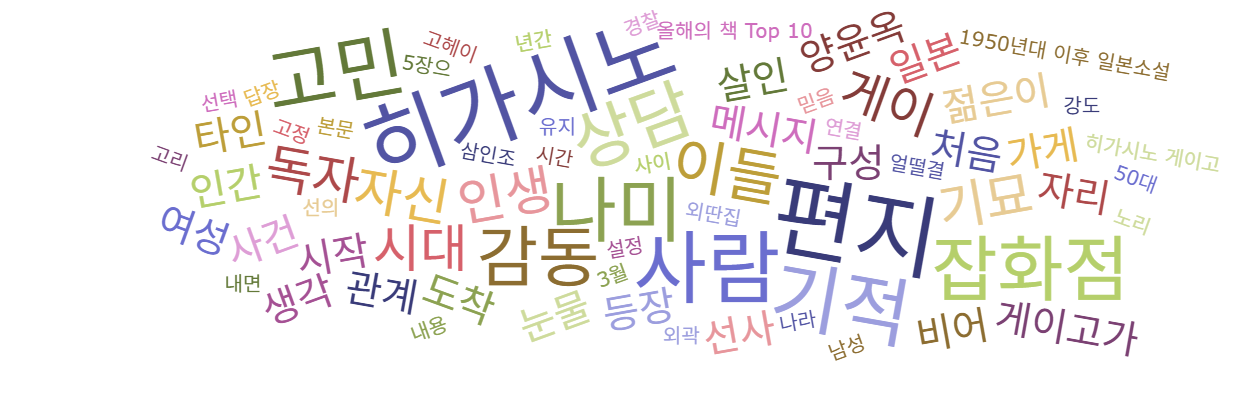 경찰
올해의 책 Top 10
양윤옥
1950년대 이후 일본소설
고민
고헤이
년간
히가시노
일본
5장으
살인
게이
젊은이
선택
답장
믿음
강도
타인
고정
본문
유지
상담
메시지
연결
처음
가게
히가시노 게이고
고리
독자
삼인조
시간
사이
이들
구성
얼떨결
50대
인간
자신
인생
나미
편지
기묘
자리
선의
외딴집
노리
여성
사건
시작
시대
감동
설정
사람
잡화점
내면
생각
관계
도착
3월
기적
눈물
등장
내용
외곽
선사
나라
비어
게이고가
남성